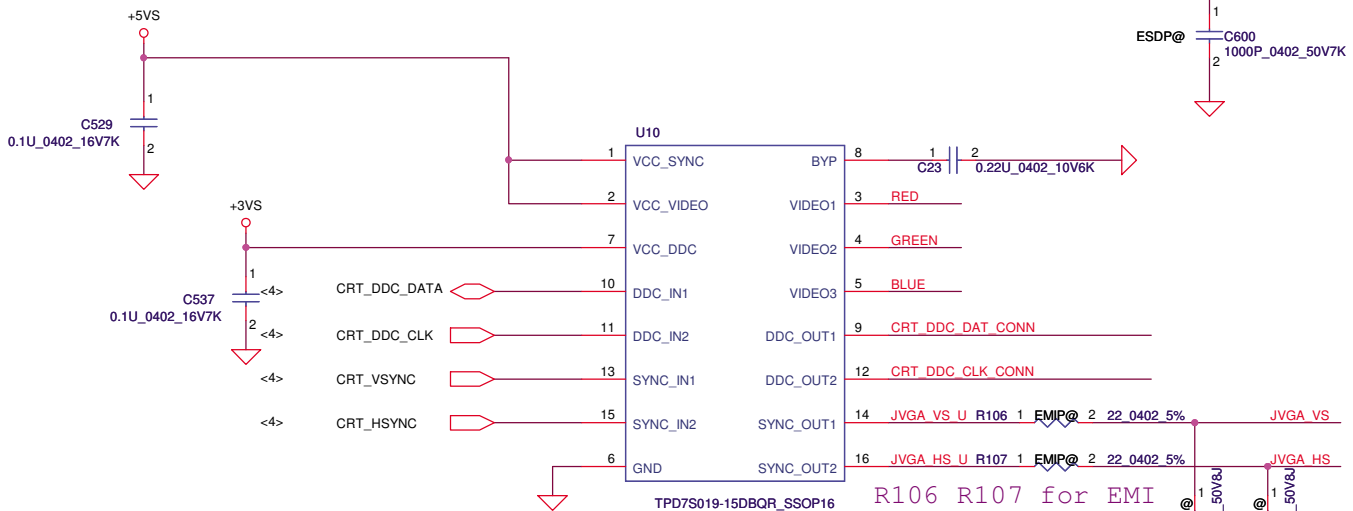 +5VS
1
C529
0.1U_0402_16V7K
2
1
ESDP@ C600
1000P_0402_50V7K
2
U10
1 VCC_SYNC BYP 8 1 C23 2 0.22U_0402_10V6K
2 VCC_VIDEO VIDEO1 3 RED
+3VS
7 VCC_DDC VIDEO2 4 GREEN
1
C537
0.1U_0402_16V7K
2
<4> CRT_DDC_DATA 10 DDC_IN1 VIDEO3 5 BLUE
<4> CRT_DDC_CLK 11 DDC_IN2 DDC_OUT1 9 CRT_DDC_DAT_CONN
<4> CRT_VSYNC 13 SYNC_IN1 DDC_OUT2 12 CRT_DDC_CLK_CONN
<4> CRT_HSYNC 15 SYNC_IN2 SYNC_OUT1 14 JVGA_VS_U R106 1 EMIP@ 2 22_0402_5% JVGA_VS
6 GND SYNC_OUT2 16 JVGA_HS_U R107 1 EMIP@ 2 22_0402_5% JVGA_HS
TPD7S019-15DBQR_SSOP16
R106 R107 for EMI
@ 1 _50V8J
@ 1 _50V8J